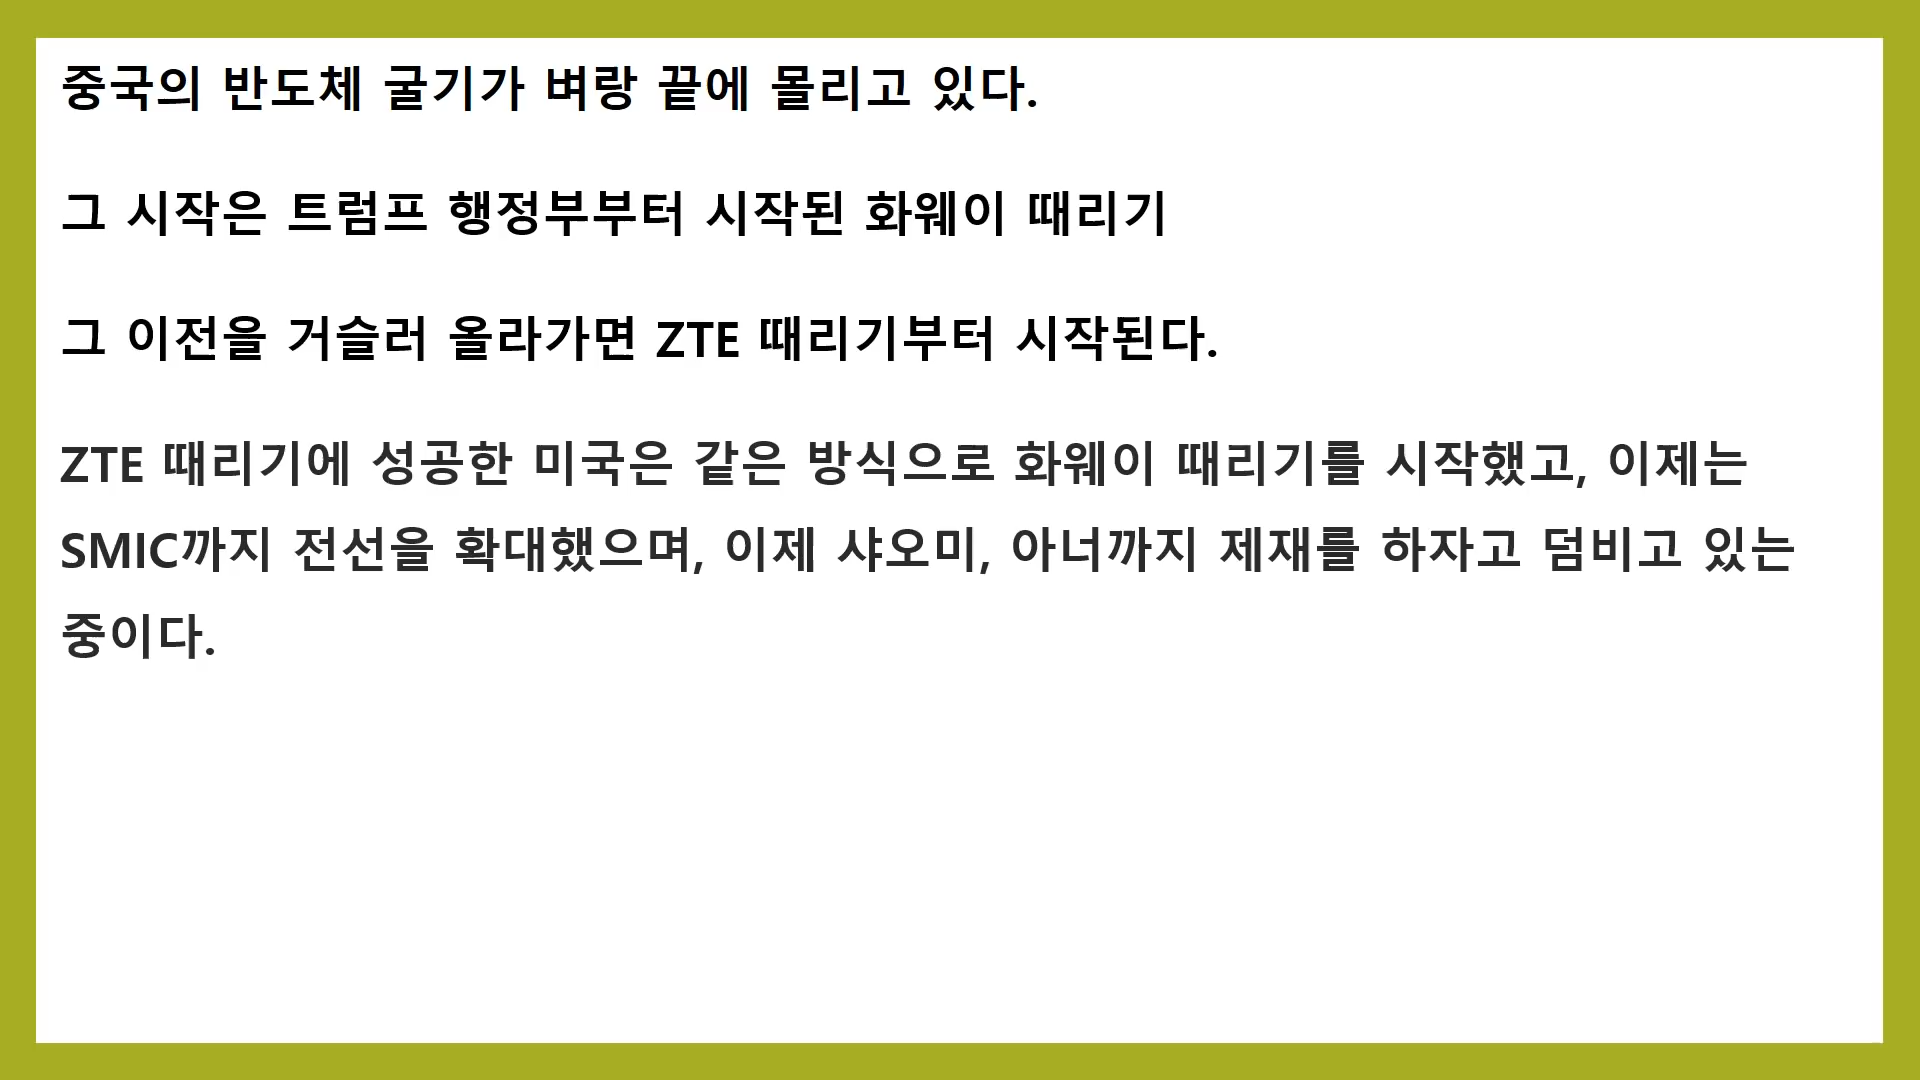 중국의 반도체 굴기가 벼랑 끝에 몰리고 있다.
그 시작은 트럼프 행정부부터 시작된 화웨이 때리기
그 이전을 거슬러 올라가면 ZTE 때리기부터 시작된다.
ZTE 때리기에 성공한 미국은 같은 방식으로 화웨이 때리기를 시작했고, 이제는
SMIC까지 전선을 확대했으며, 이제 샤오미, 아너까지 제재를 하자고 덤비고 있는
중이다.